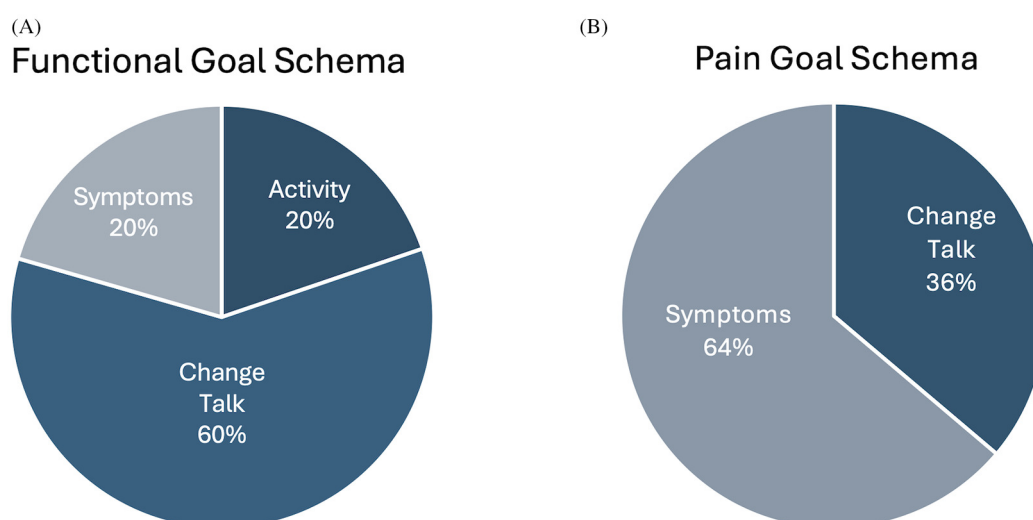 (A)
Functional Goal Schema
Symptoms
20%
Activity
20%
Change
Talk
60%
(B)
Pain Goal Schema
Change
Talk
36%
Symptoms
64%